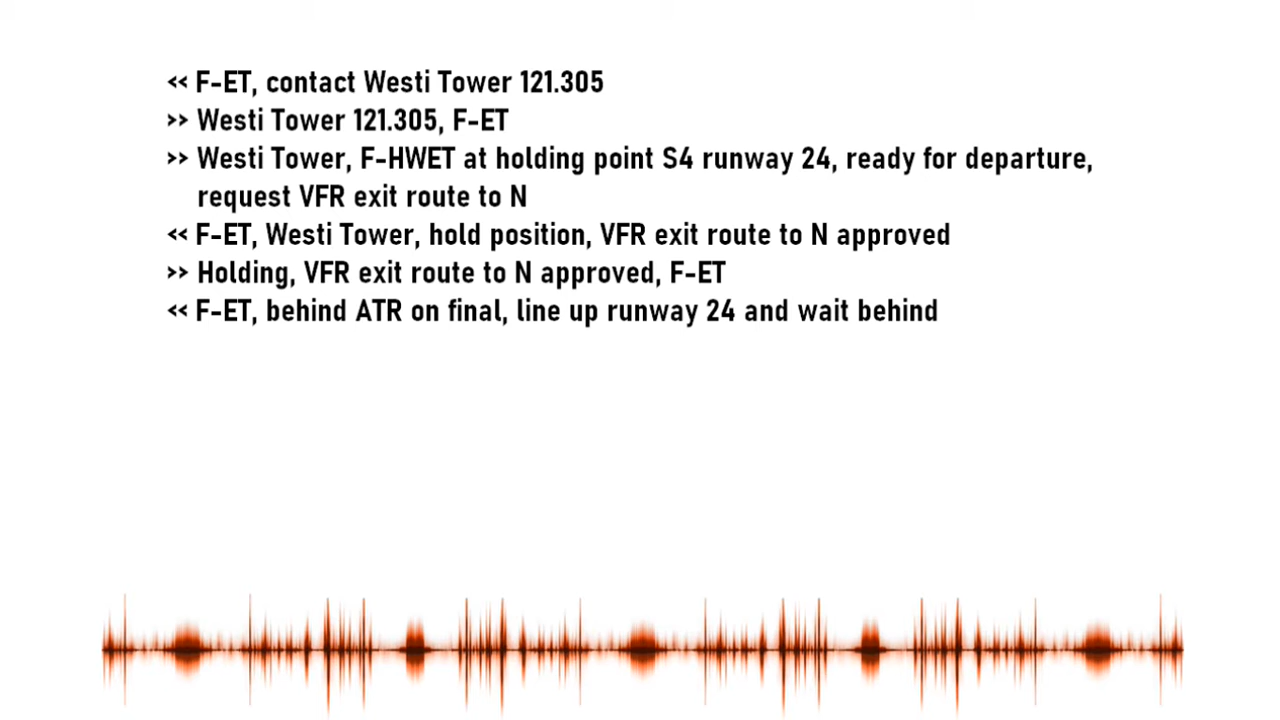 << F-ET, contact Westi Tower 121.305
>> Westi Tower 121.305, F-ET
>> Westi Tower, F-HWET at holding point S4 runway 24, ready for departure,
request VFR exit route to N
<< F-ET, Westi Tower, hold position, VFR exit route to N approved
>> Holding, VFR exit route to N approved, F-ET
<< F-ET, behind ATR on final, line up runway 24 and wait behind